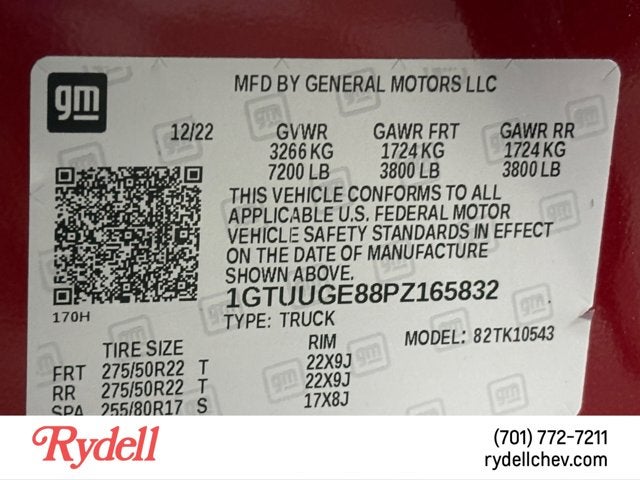 gm
MFD BY GENERAL MOTORS LLC
12/22 GVWR GAWR FRT GAWR RR
3266 KG 1724 KG 1724 KG
7200 LB 3800 LB 3800 LB
THIS VEHICLE CONFORMS TO ALL
APPLICABLE U.S. FEDERAL MOTOR
VEHICLE SAFETY STANDARDS IN EFFECT
ON THE DATE OF MANUFACTURE
SHOWN ABOVE.
1GTUUGE88PZ165832
170H
TYPE: TRUCK MODEL: 82TK10543
TIRE SIZE RIM
FRT 275/50R22 T 22X9J
RR 275/50R22 T 22X9J
SPA 255/80R17 S 17X8J
Rydell
(701) 772-7211
rydellchev.com